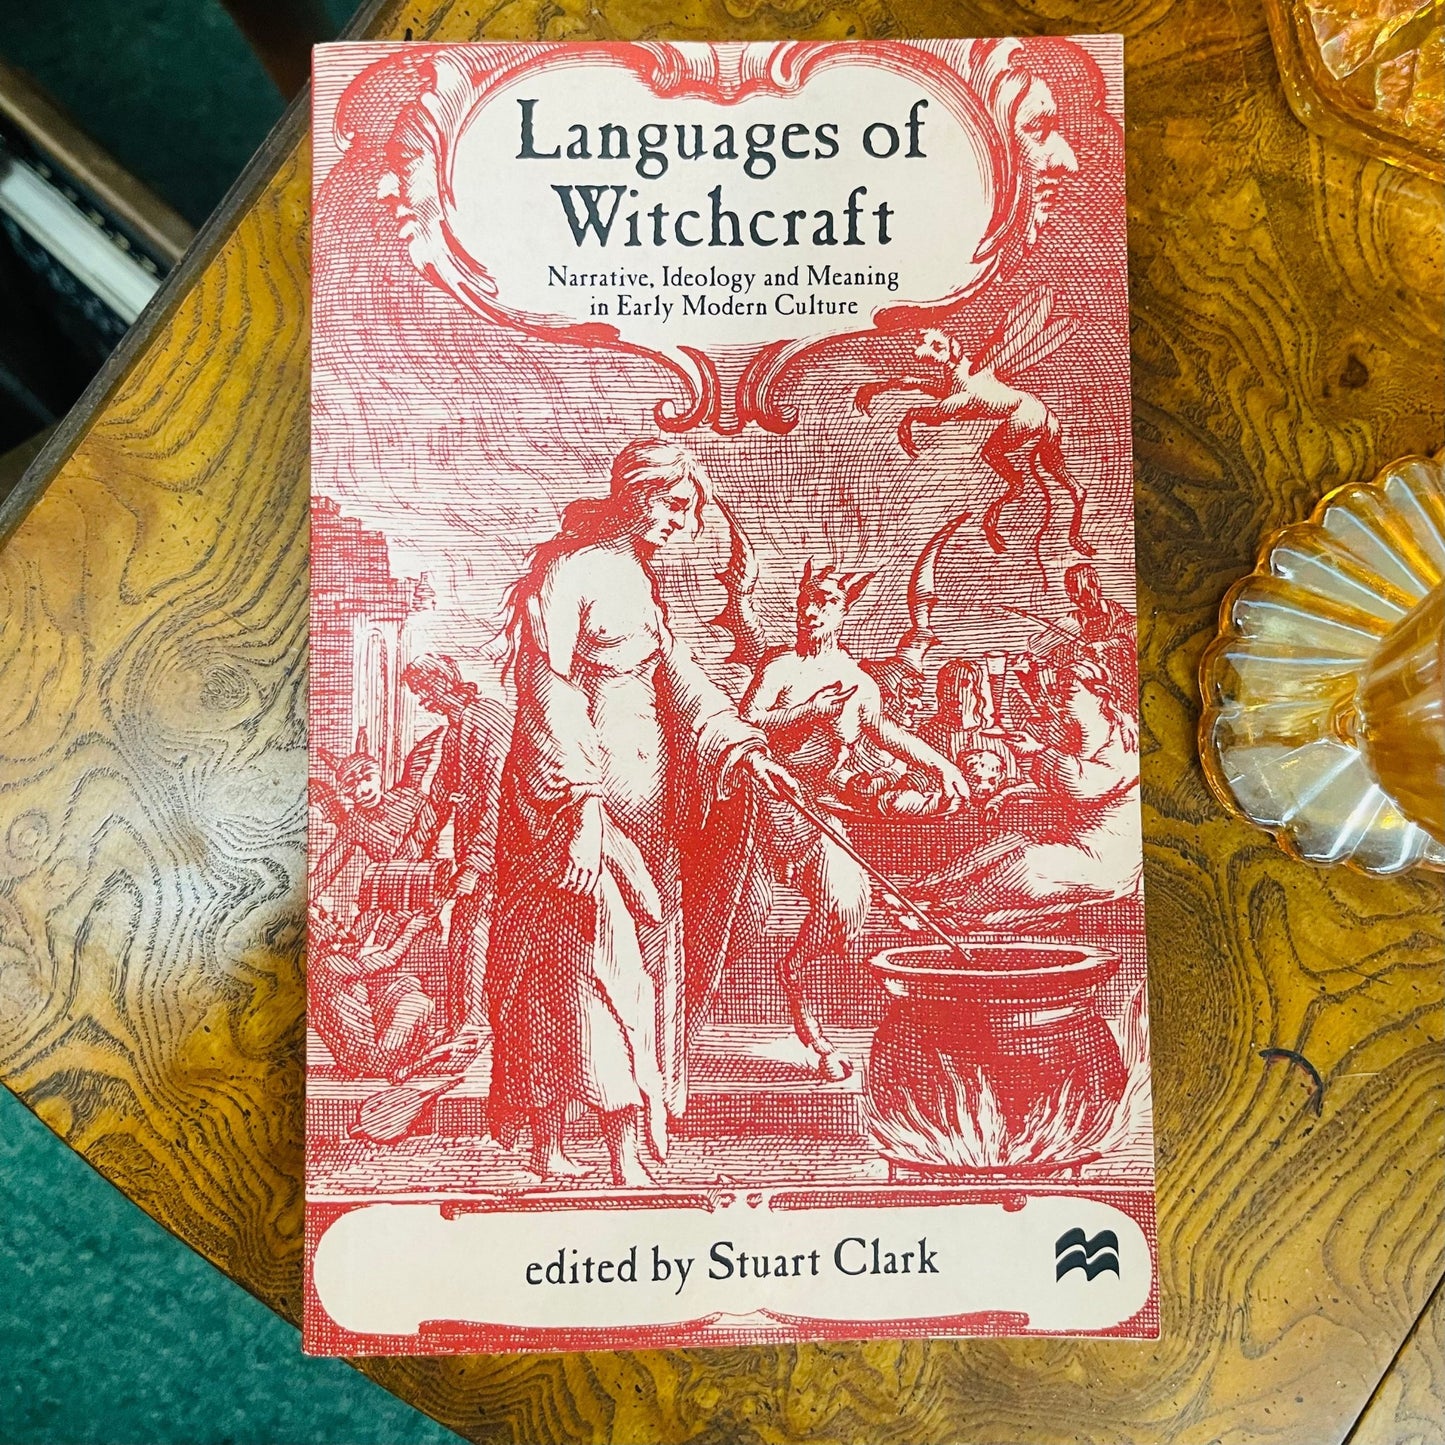 Languages of
Witchcraft
Narrative, Ideology and Meaning
in Early Modern Culture
edited by Stuart Clark